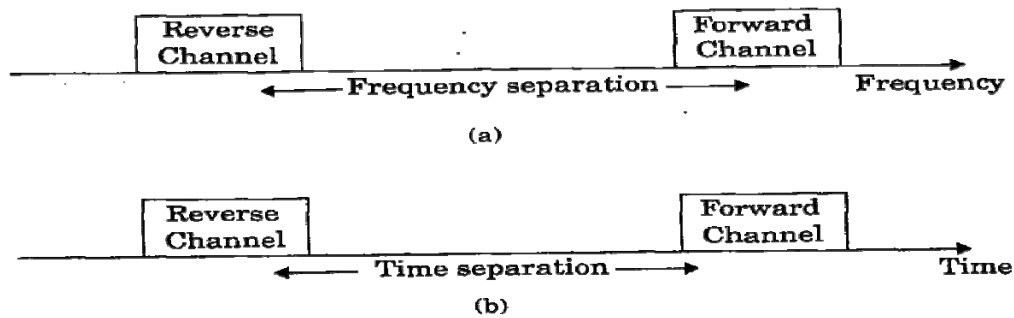 Reverse
Channel
Forward
Channel
Frequency separation
Frequency
(a)
Reverse
Channel
Forward
Channel
Time separation
Time
(b)